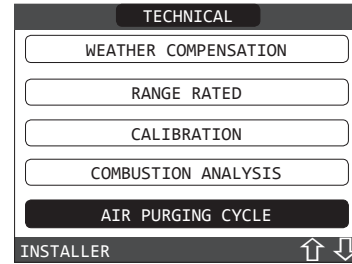 TECHNICAL
WEATHER COMPENSATION
RANGE RATED
CALIBRATION
COMBUSTION ANALYSIS
AIR PURGING CYCLE
INSTALLER